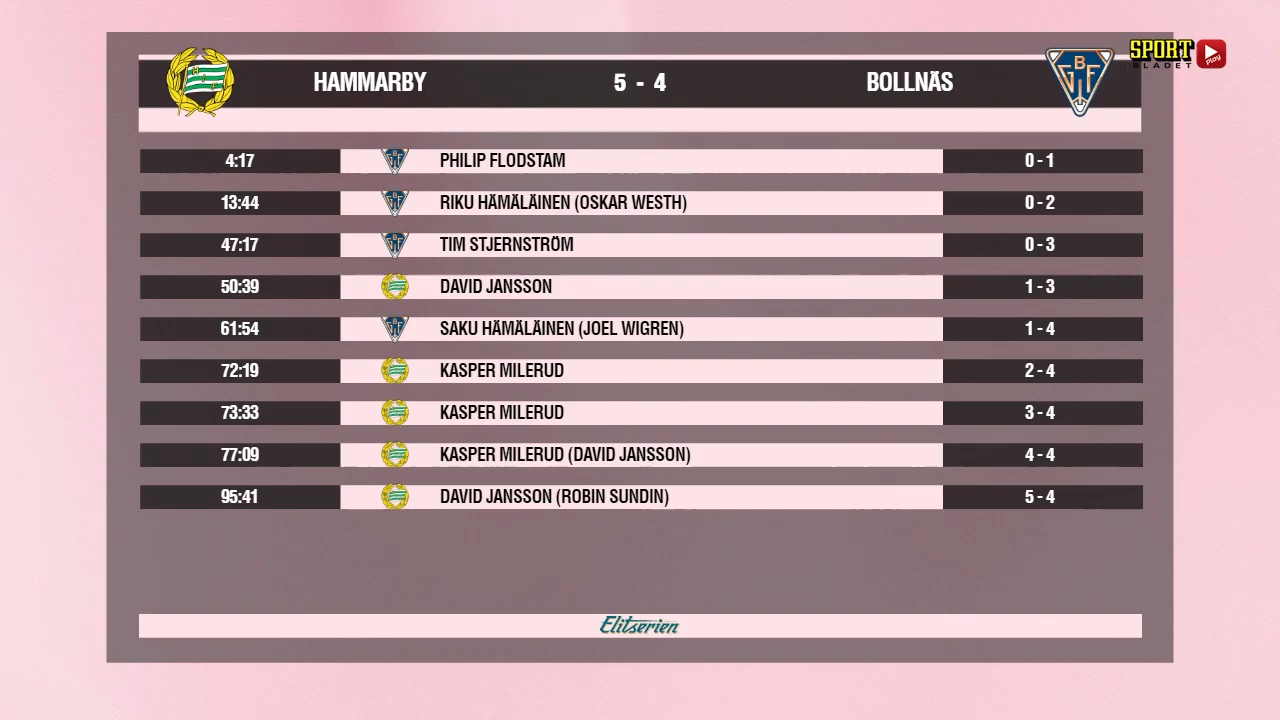 SPORT
BLADET
Play
HAMMARBY 5 - 4 BOLLNÄS
4:17 PHILIP FLODSTAM 0 - 1
13:44 RIKU HÄMÄLÄINEN (OSKAR WESTH) 0 - 2
47:17 TIM STJERNSTRÖM 0 - 3
50:39 DAVID JANSSON 1 - 3
61:54 SAKU HÄMÄLÄINEN (JOEL WIGREN) 1 - 4
72:19 KASPER MILERUD 2 - 4
73:33 KASPER MILERUD 3 - 4
77:09 KASPER MILERUD (DAVID JANSSON) 4 - 4
95:41 DAVID JANSSON (ROBIN SUNDIN) 5 - 4
Elitserien